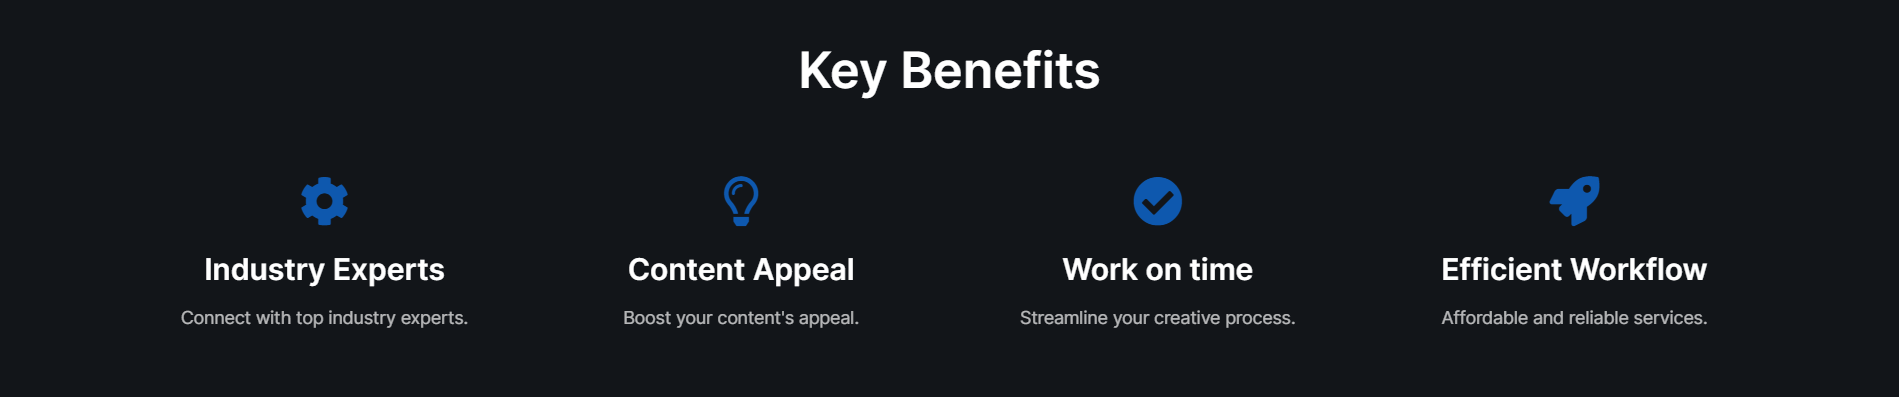 Key Benefits
Industry Experts
Connect with top industry experts.
Content Appeal
Boost your content's appeal.
Work on time
Streamline your creative process.
Efficient Workflow
Affordable and reliable services.